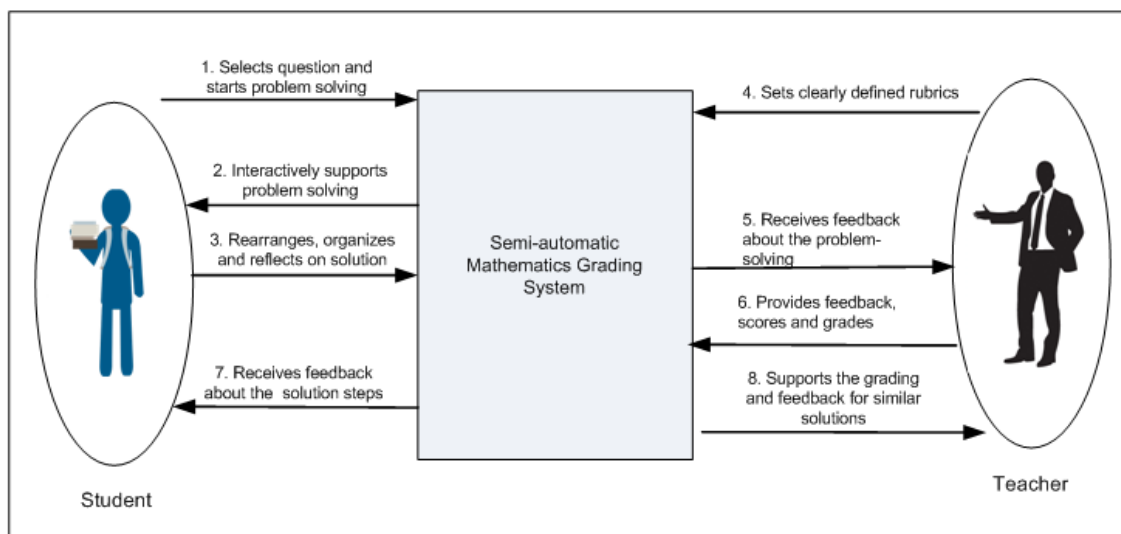 1. Selects question and
starts problem solving
2. Interactively supports
problem solving
3. Rearranges, organizes
and reflects on solution
7. Receives feedback
about the solution steps
Student
Semi-automatic
Mathematics Grading
System
4. Sets clearly defined rubrics
5. Receives feedback
about the problem-
solving
6. Provides feedback,
scores and grades
8. Supports the grading
and feedback for similar
solutions
Teacher